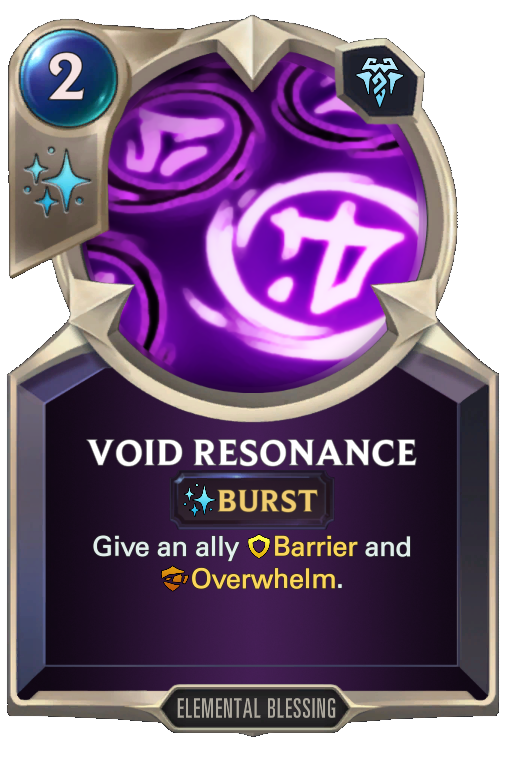 2
VOID RESONANCE
BURST
Give an ally Barrier and
Overwhelm.
ELEMENTAL BLESSING